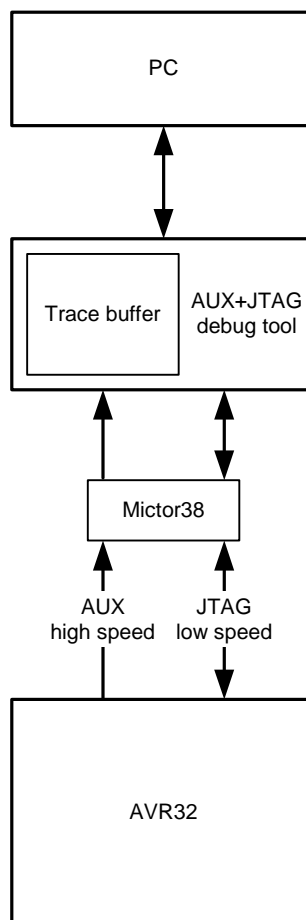 PC
Trace buffer
AUX+JTAG
debug tool
Mictor38
AUX
high speed
JTAG
low speed
AVR32